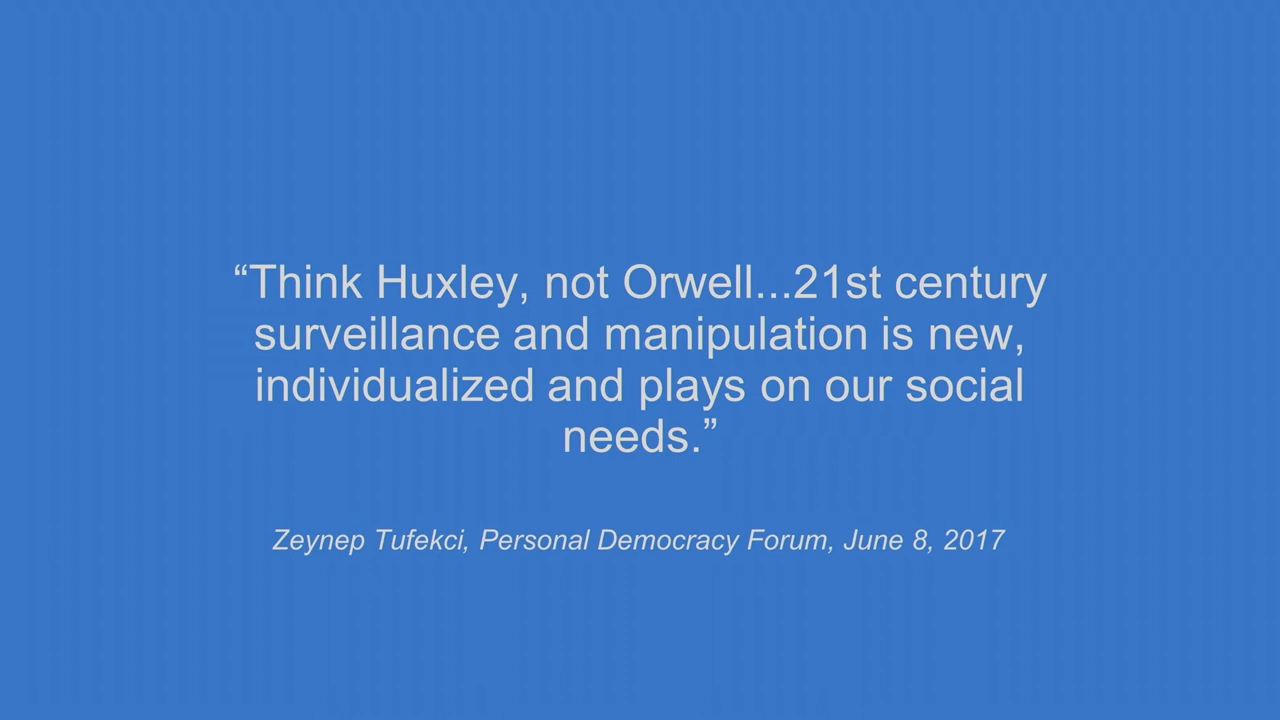 “Think Huxley, not Orwell...21st century
surveillance and manipulation is new,
individualized and plays on our social
needs.”
Zeynep Tufekci, Personal Democracy Forum, June 8, 2017